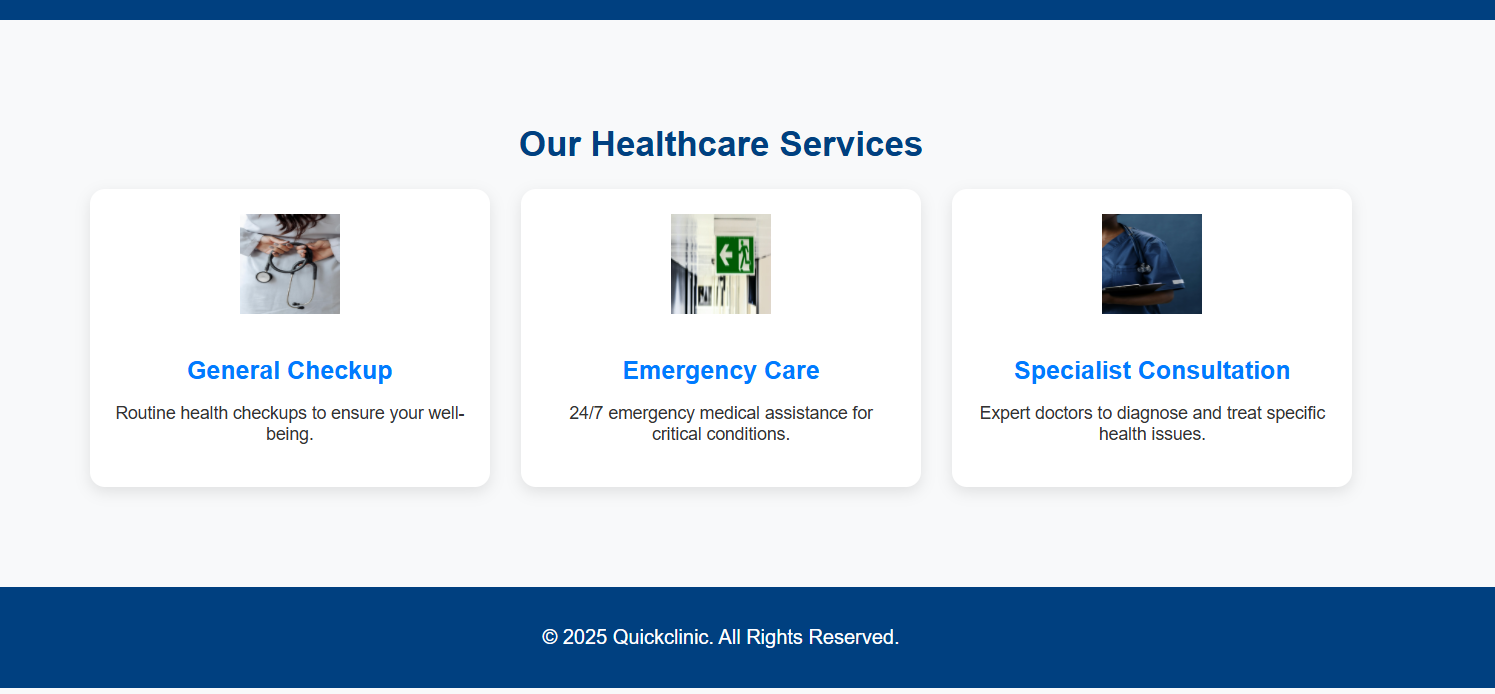 Our Healthcare Services
General Checkup
Routine health checkups to ensure your well-
being.
Emergency Care
24/7 emergency medical assistance for
critical conditions.
Specialist Consultation
Expert doctors to diagnose and treat specific
health issues.
© 2025 Quickclinic. All Rights Reserved.